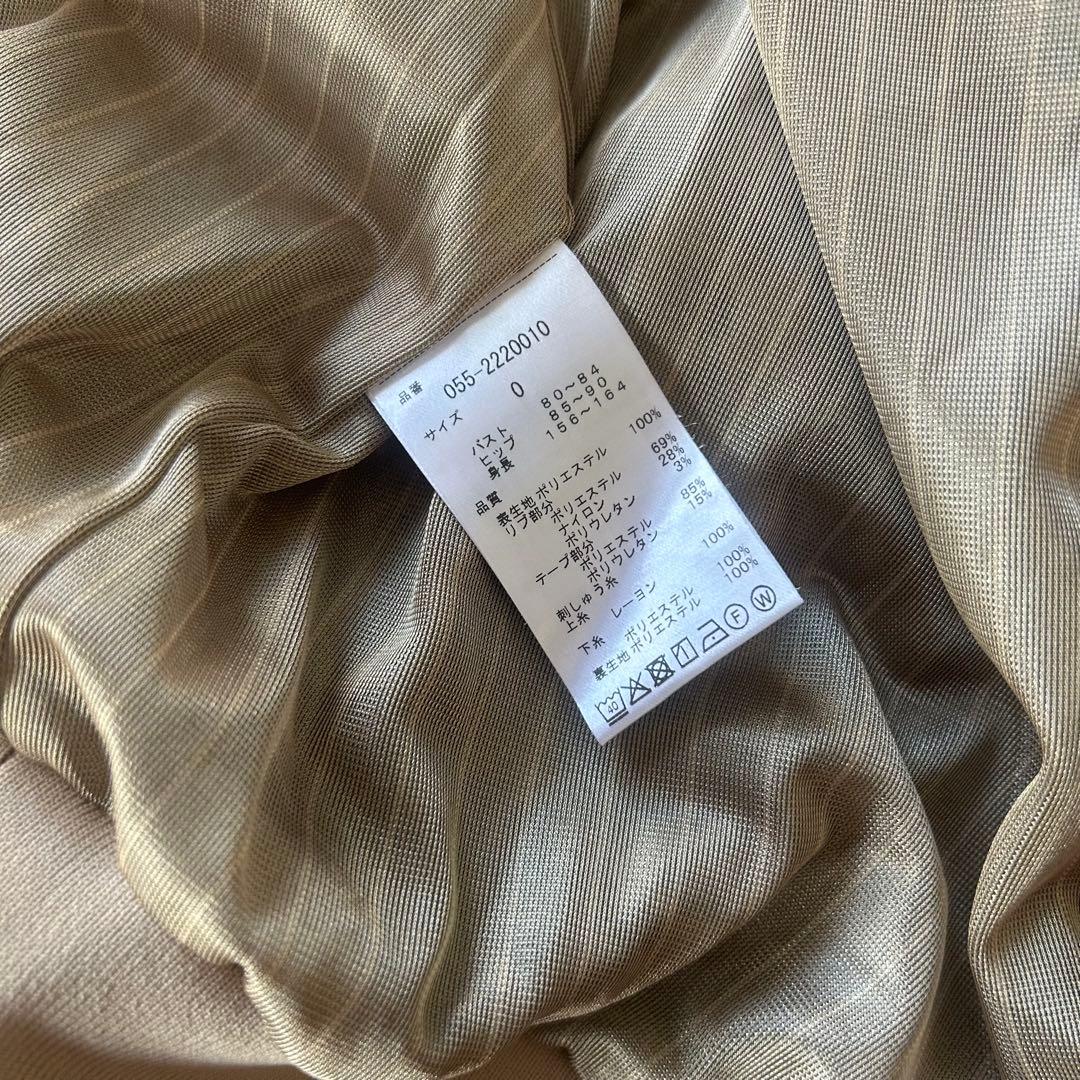 品番 055-2220010
サイズ 0
バスト 80～84
ヒップ 85～90
身長 156～164
品質
表生地 ポリエステル 100%
リブ部分 ポリエステル 69%
ナイロン 28%
ポリウレタン 3%
テープ部分
ポリエステル 85%
ポリウレタン 15%
刺しゅう糸
上糸 レーヨン 100%
下糸 ポリエステル 100%
裏生地 ポリエステル 100%
40 F W